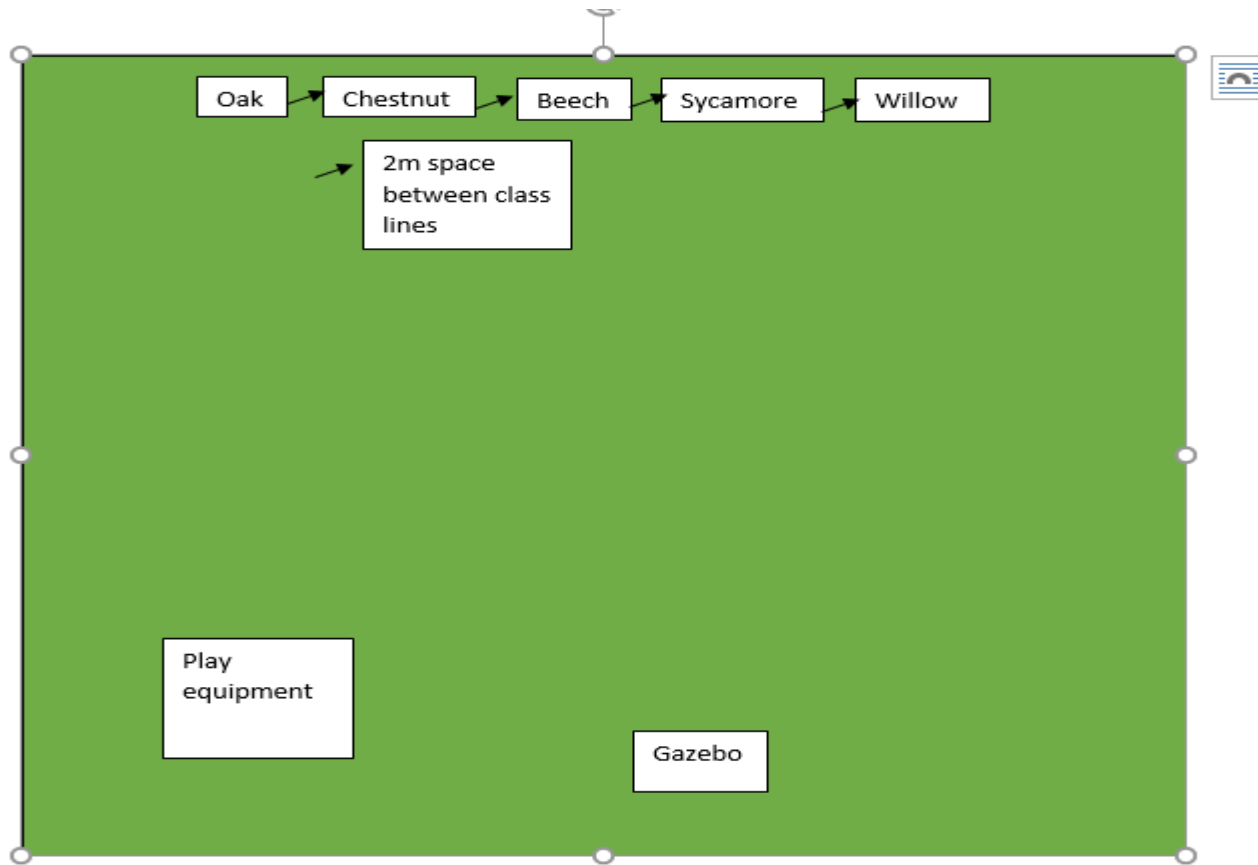 Oak
Chestnut
Beech
Sycamore
Willow
2m space
between class
lines
Play
equipment
Gazebo